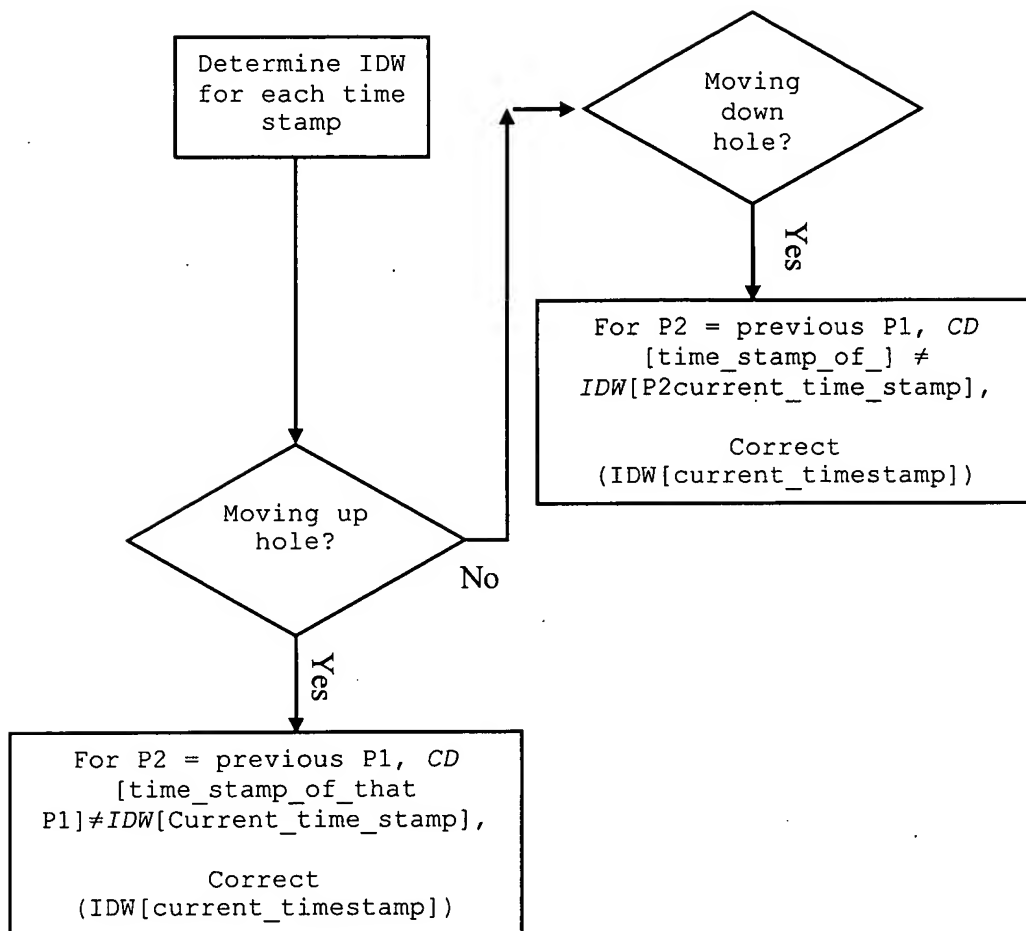 Determine IDW
for each time
stamp
Moving up
hole?
No
Yes
For P2 = previous P1, CD
[time_stamp_of_that
P1]≠IDW[Current_time_stamp],
Correct
(IDW[current_timestamp])
Moving
down
hole?
Yes
For P2 = previous P1, CD
[time_stamp_of_] ≠
IDW[P2current_time_stamp],
Correct
(IDW[current_timestamp])